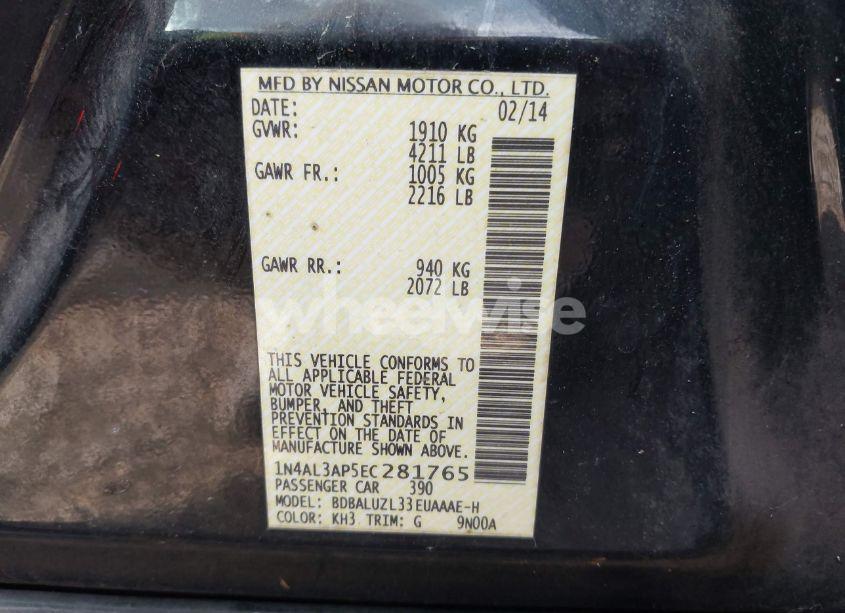 MFD BY NISSAN MOTOR CO., LTD.
DATE: 02/14
GVWR: 1910 KG
4211 LB
GAWR FR.: 1005 KG
2216 LB
GAWR RR.: 940 KG
2072 LB
wheelwise
THIS VEHICLE CONFORMS TO
ALL APPLICABLE FEDERAL
MOTOR VEHICLE SAFETY,
BUMPER, AND THEFT
PREVENTION STANDARDS IN
EFFECT ON THE DATE OF
MANUFACTURE SHOWN ABOVE.
1N4AL3AP5EC281765
PASSENGER CAR 390
MODEL: BDBALUZL33EUAAAE-H
COLOR: KH3 TRIM: G 9N00A